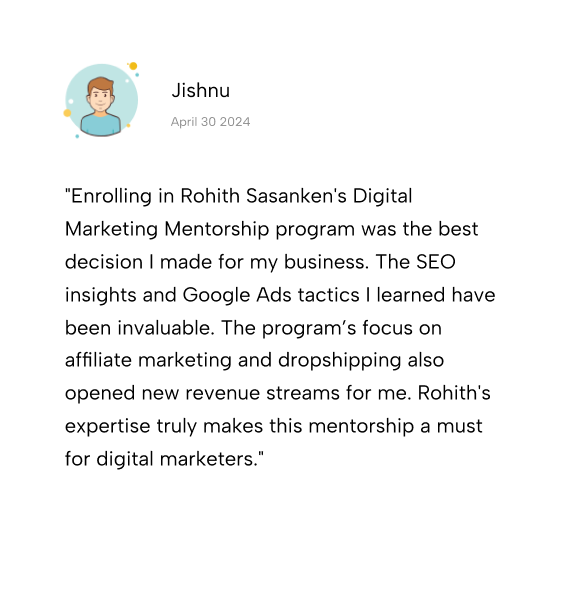 Jishnu
April 30 2024
"Enrolling in Rohith Sasanken's Digital
Marketing Mentorship program was the best
decision I made for my business. The SEO
insights and Google Ads tactics I learned have
been invaluable. The program’s focus on
affiliate marketing and dropshipping also
opened new revenue streams for me. Rohith's
expertise truly makes this mentorship a must
for digital marketers."